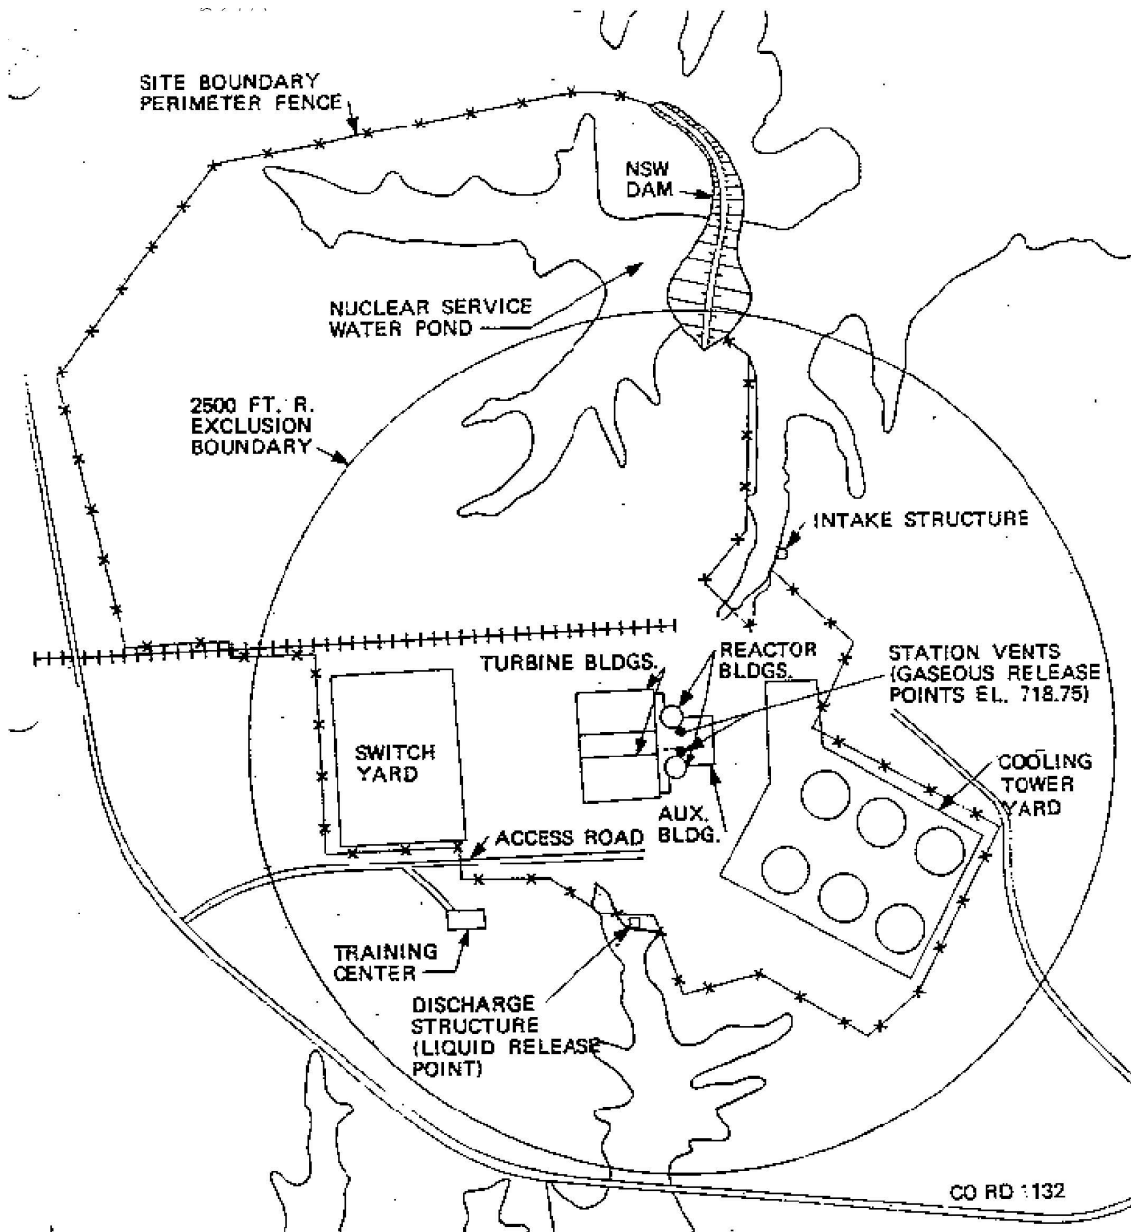 SITE BOUNDARY
PERIMETER FENCE
NSW
DAM
NUCLEAR SERVICE
WATER POND
2500 FT. R.
EXCLUSION
BOUNDARY
INTAKE STRUCTURE
TURBINE BLDGS.
REACTOR
BLDGS.
STATION VENTS
(GASEOUS RELEASE
POINTS EL. 718.75)
SWITCH
YARD
COOLING
TOWER
YARD
AUX.
BLDG.
ACCESS ROAD
TRAINING
CENTER
DISCHARGE
STRUCTURE
(LIQUID RELEASE
POINT)
CO RD 1132